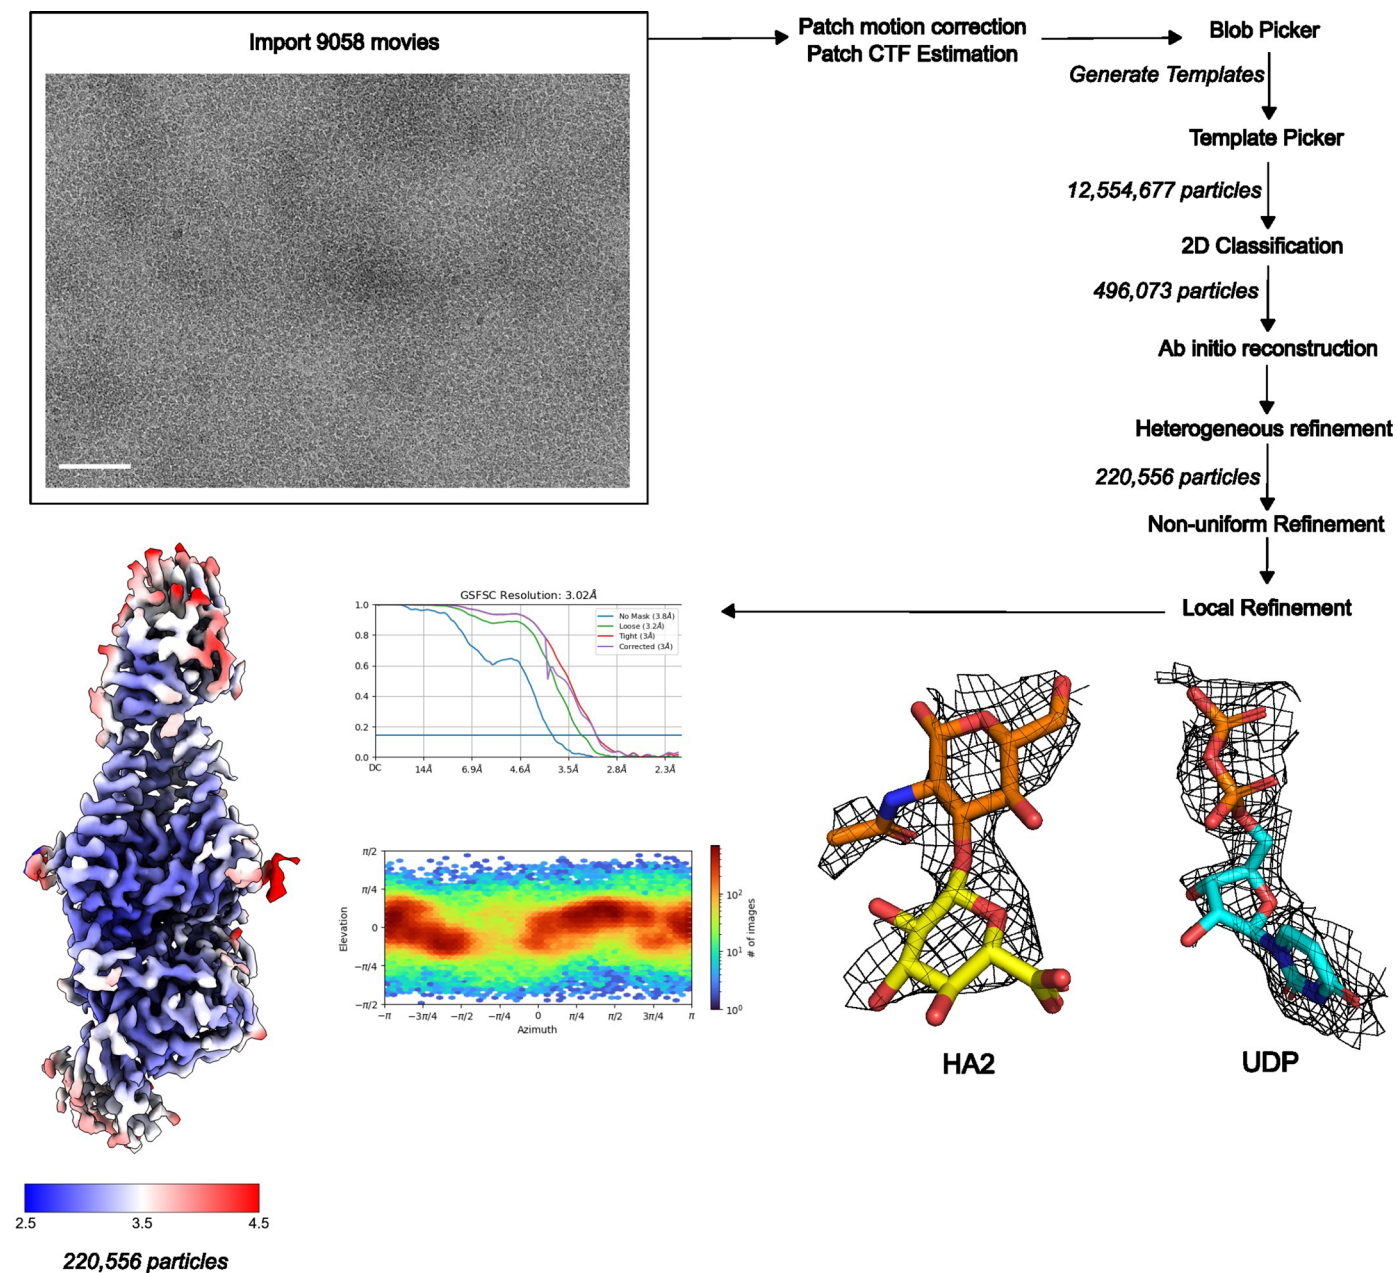 Import 9058 movies
Patch motion correction
Patch CTF Estimation
Blob Picker
Generate Templates
Template Picker
12,554,677 particles
2D Classification
496,073 particles
Ab initio reconstruction
Heterogeneous refinement
220,556 particles
Non-uniform Refinement
Local Refinement
GSFSC Resolution: 3.02Å
1.0
0.8
0.6
0.4
0.2
0.0
DC
14Å
6.9Å
4.6Å
3.5Å
2.8Å
2.3Å
No Mask (3.8Å)
Loose (3.2Å)
Tight (3Å)
Corrected (3Å)
π/2
π/4
0
−π/4
−π/2
Elevation
−π
−3π/4
−π/2
−π/4
0
π/4
π/2
3π/4
π
Azimuth
10²
10¹
10⁰
# of images
HA2
UDP
2.5
3.5
4.5
220,556 particles